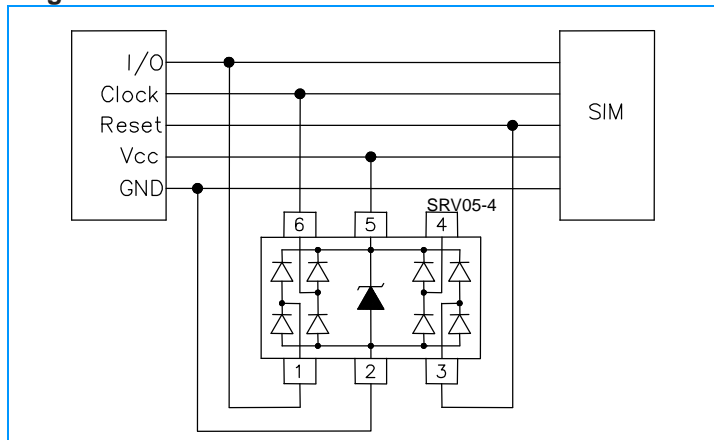 I/O
Clock
Reset
Vcc
GND
SIM
SRV05-4
6 5 4
1 2 3